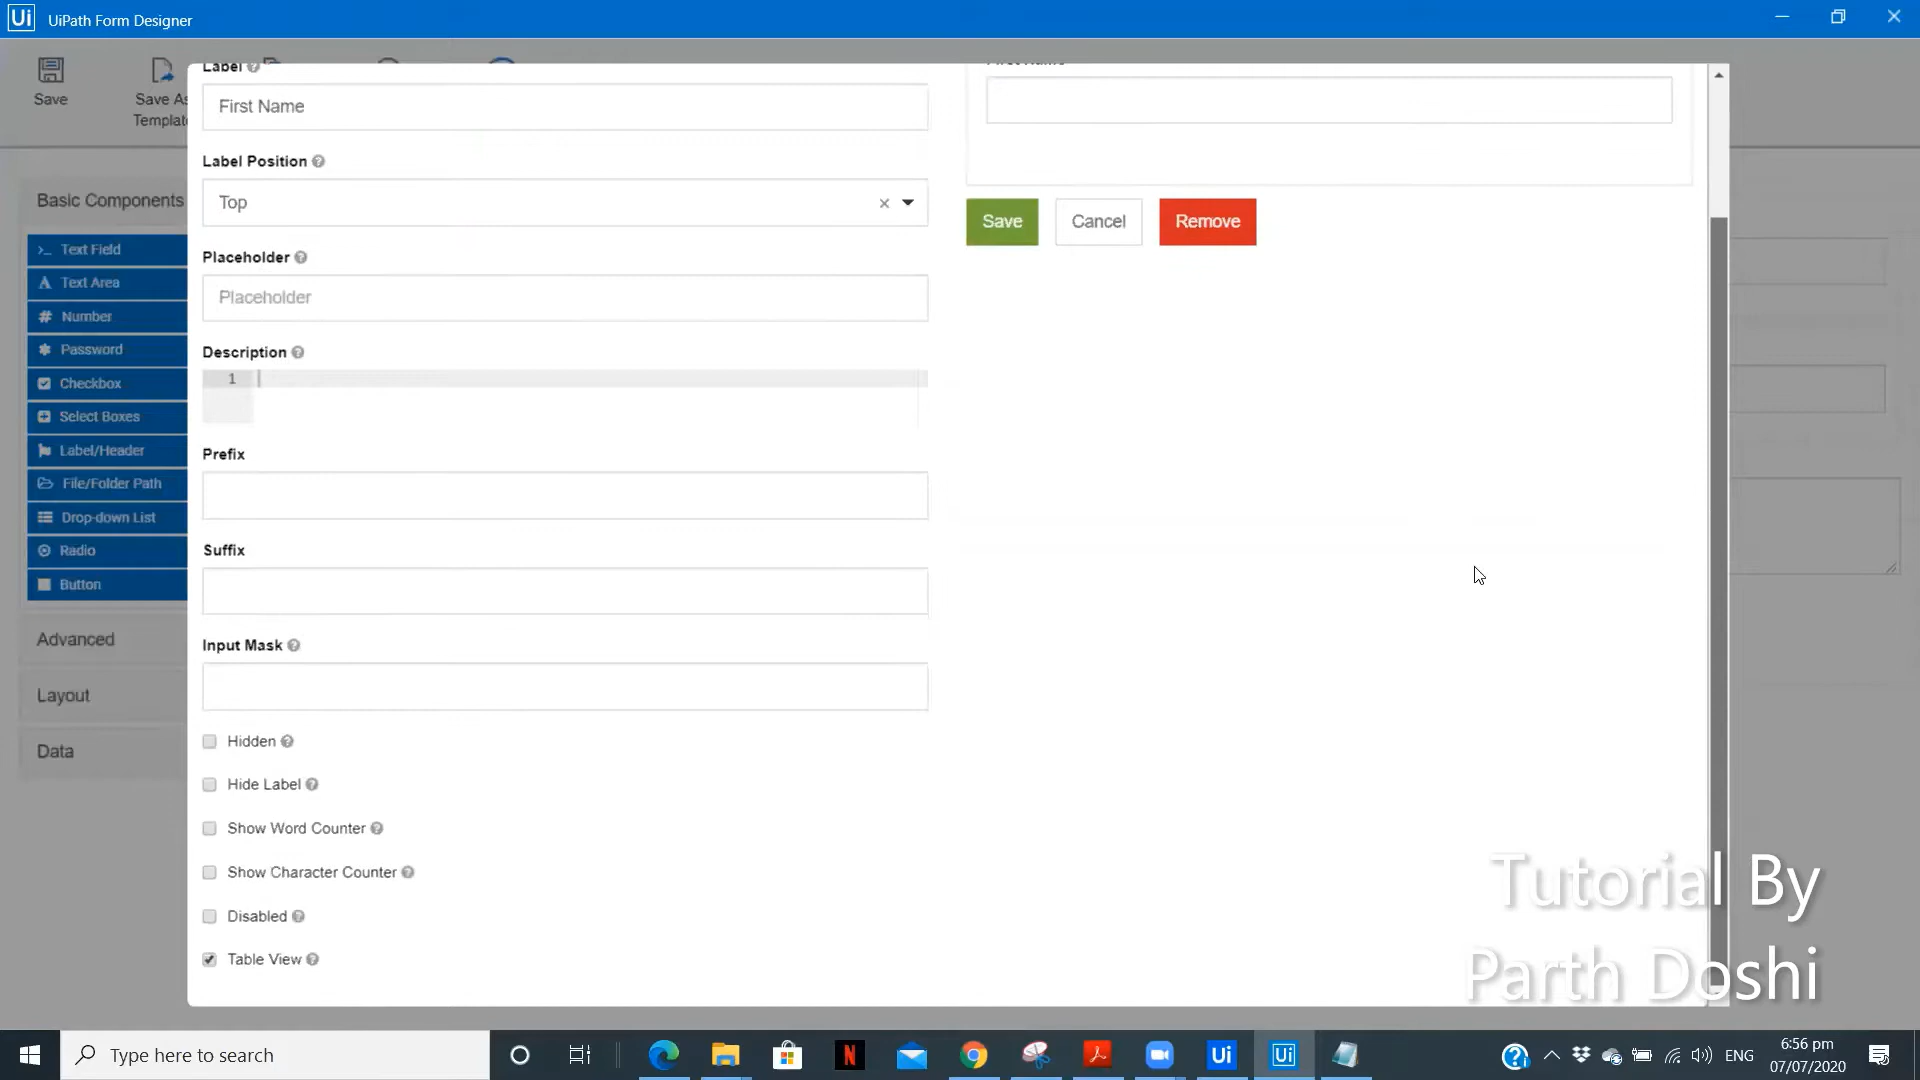 Ui UiPath Form Designer
Save
Save As
Template
Basic Components
Text Field
Text Area
Number
Password
Checkbox
Select Boxes
Label/Header
File/Folder Path
Drop-down List
Radio
Button
Advanced
Layout
Data
Label
First Name
Label Position
Top
Placeholder
Placeholder
Description
1
Prefix
Suffix
Input Mask
Hidden
Hide Label
Show Word Counter
Show Character Counter
Disabled
Table View
First Name
Save Cancel Remove
Tutorial By
Parth Doshi
Type here to search
ENG
6:56 pm
07/07/2020